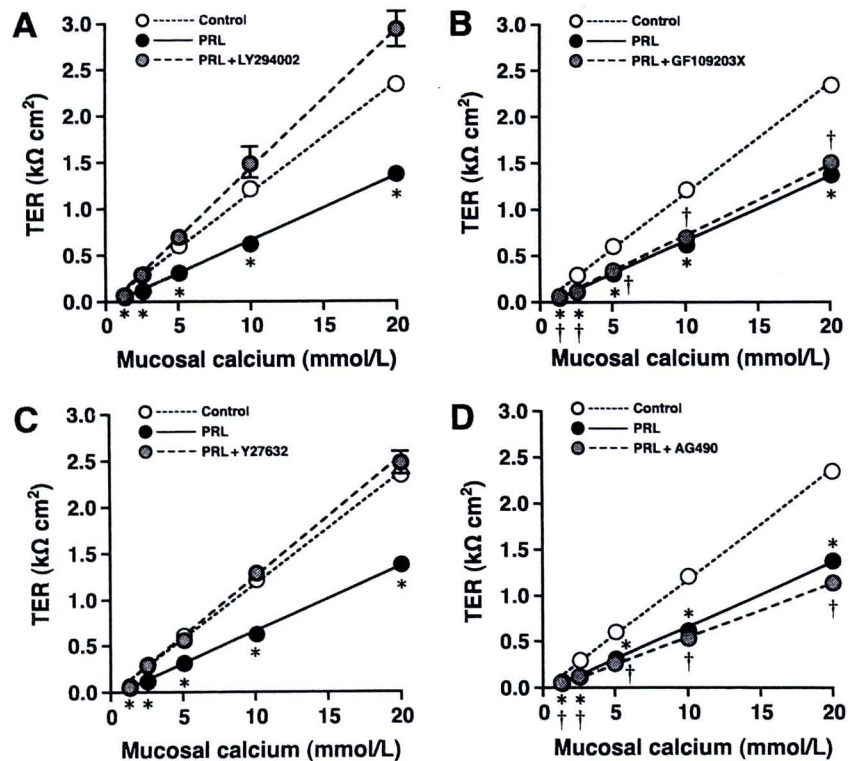 A
Control
PRL
PRL + LY294002
TER (kΩ cm²)
3.0
2.5
2.0
1.5
1.0
0.5
0.0
* * * * *
0 5 10 15 20
Mucosal calcium (mmol/L)
B
Control
PRL
PRL + GF109203X
TER (kΩ cm²)
3.0
2.5
2.0
1.5
1.0
0.5
0.0
† †
* * * † * *
† †
0 5 10 15 20
Mucosal calcium (mmol/L)
C
Control
PRL
PRL + Y27632
TER (kΩ cm²)
3.0
2.5
2.0
1.5
1.0
0.5
0.0
* * * * *
0 5 10 15 20
Mucosal calcium (mmol/L)
D
Control
PRL
PRL + AG490
TER (kΩ cm²)
3.0
2.5
2.0
1.5
1.0
0.5
0.0
* * * * *
† † † † †
0 5 10 15 20
Mucosal calcium (mmol/L)